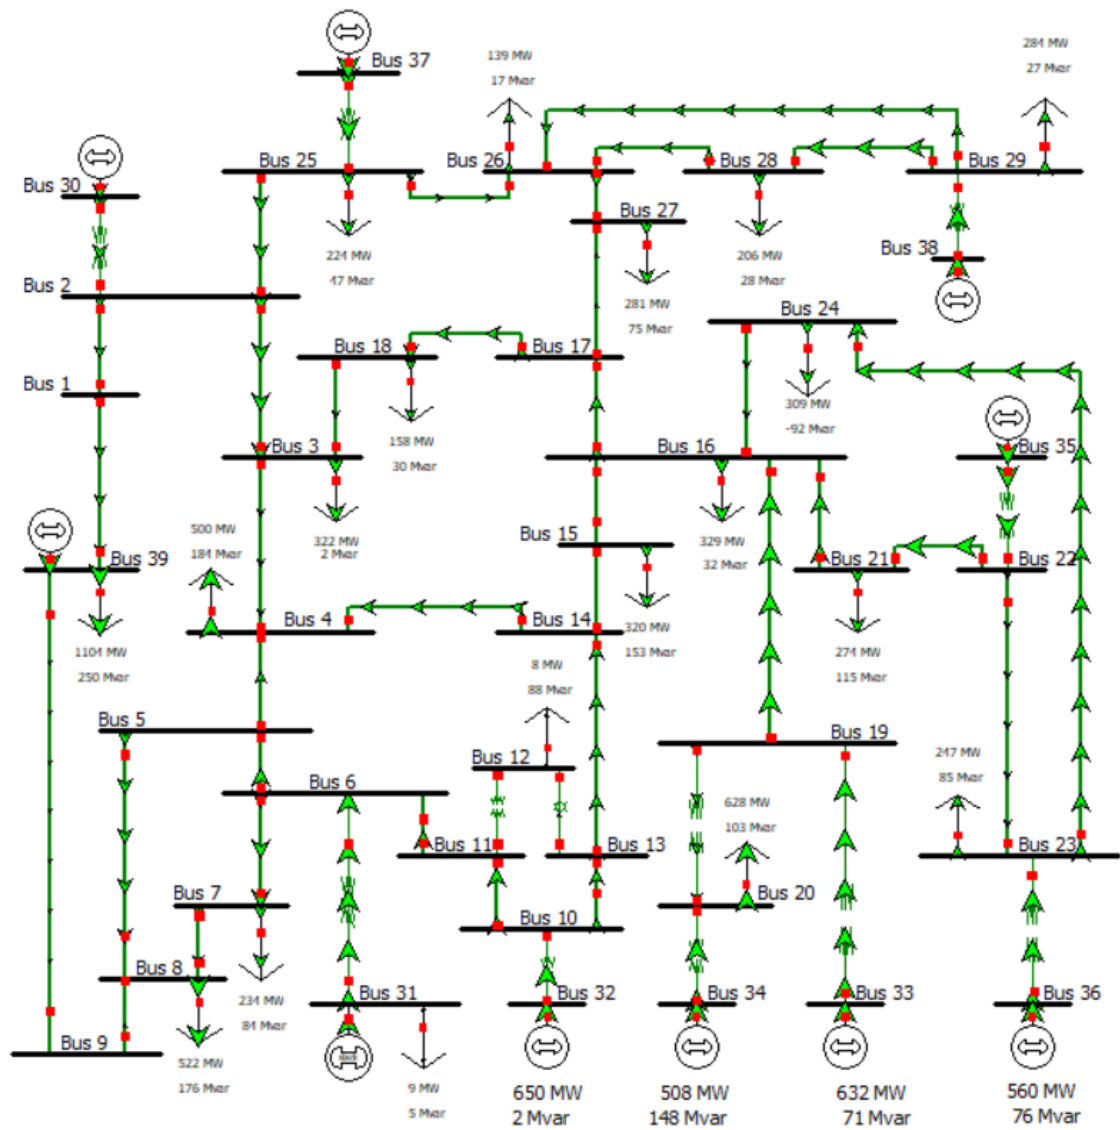 Bus 37
139 MW
17 Mvar
284 MW
27 Mvar
Bus 30
Bus 25
Bus 26
Bus 28
Bus 29
224 MW
47 Mvar
Bus 27
206 MW
28 Mvar
Bus 38
281 MW
75 Mvar
Bus 2
Bus 24
Bus 18
Bus 17
Bus 1
309 MW
-92 Mvar
158 MW
30 Mvar
Bus 3
Bus 16
Bus 35
500 MW
184 Mvar
322 MW
2 Mvar
329 MW
32 Mvar
Bus 39
Bus 15
Bus 21
Bus 22
Bus 4
Bus 14
1104 MW
250 Mvar
320 MW
153 Mvar
274 MW
115 Mvar
8 MW
88 Mvar
Bus 5
Bus 12
Bus 19
247 MW
85 Mvar
Bus 6
628 MW
103 Mvar
Bus 11
Bus 13
Bus 23
Bus 7
Bus 20
Bus 10
Bus 8
234 MW
84 Mvar
Bus 31
Bus 32
Bus 34
Bus 33
Bus 36
Bus 9
522 MW
176 Mvar
9 MW
5 Mvar
650 MW
2 Mvar
508 MW
148 Mvar
632 MW
71 Mvar
560 MW
76 Mvar